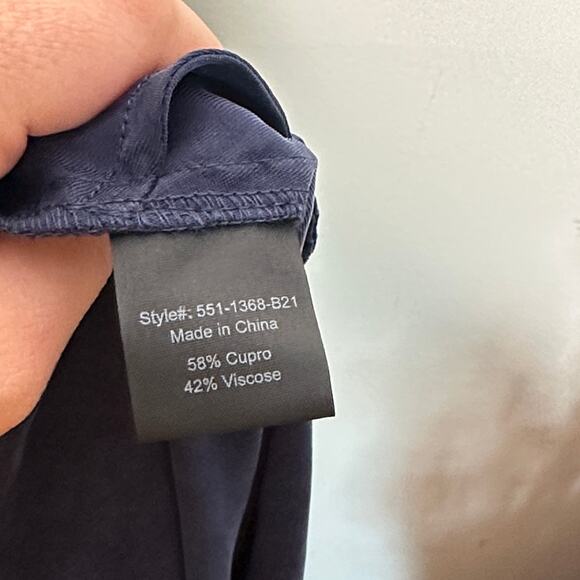 Style#: 551-1368-B21
Made in China
58% Cupro
42% Viscose